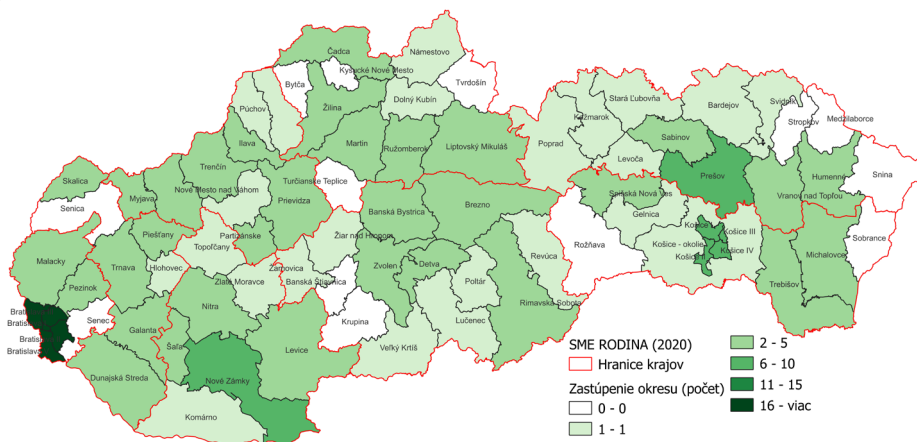 Čadca
Námestovo
Kysucké Nové Mesto
Bytča
Tvrdošín
Púchov
Dolný Kubín
Stará Ľubovňa
Bardejov
Svidník
Žilina
Kežmarok
Stropkov
Medzilaborce
Ilava
Martin
Ružomberok
Liptovský Mikuláš
Poprad
Sabinov
Levoča
Trenčín
Humenné
Snina
Skalica
Nové Mesto nad Váhom
Turčianske Teplice
Prešov
Myjava
Prievidza
Spišská Nová Ves
Vranov nad Topľou
Senica
Banská Bystrica
Brezno
Gelnica
Piešťany
Partizánske
Topoľčany
Žiar nad Hronom
Rožňava
Košice I
Košice III
Sobrance
Malacky
Trnava
Hlohovec
Zvolen
Detva
Revúca
Košice - okolie
Košice IV
Košice II
Michalovce
Pezinok
Zlaté Moravce
Žarnovica
Banská Štiavnica
Poltár
Trebišov
Nitra
Rimavská Sobota
Senec
Galanta
Krupina
Lučenec
Šaľa
Levice
Veľký Krtíš
Bratislava
Dunajská Streda
Nové Zámky
Komárno
SME RODINA (2020)
Hranice krajov
Zastúpenie okresu (počet)
0 - 0
1 - 1
2 - 5
6 - 10
11 - 15
16 - viac